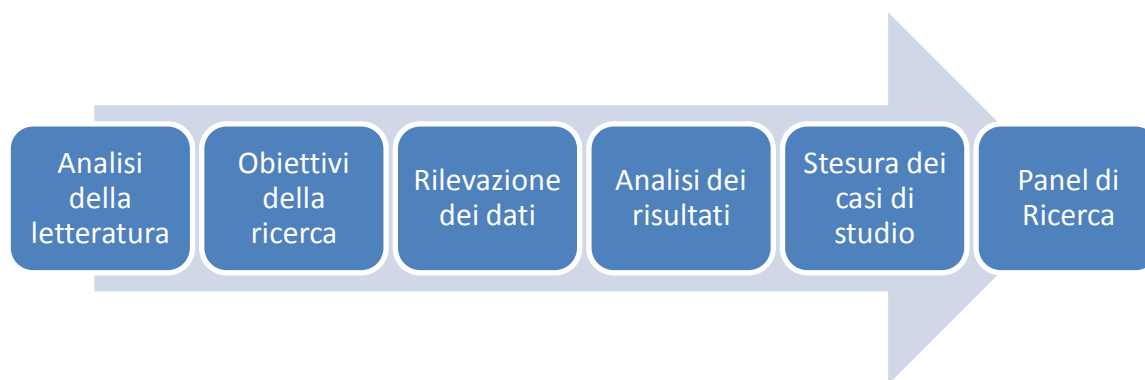 Analisi
della
letteratura
Obiettivi
della
ricerca
Rilevazione
dei dati
Analisi dei
risultati
Stesura dei
casi di
studio
Panel di
Ricerca